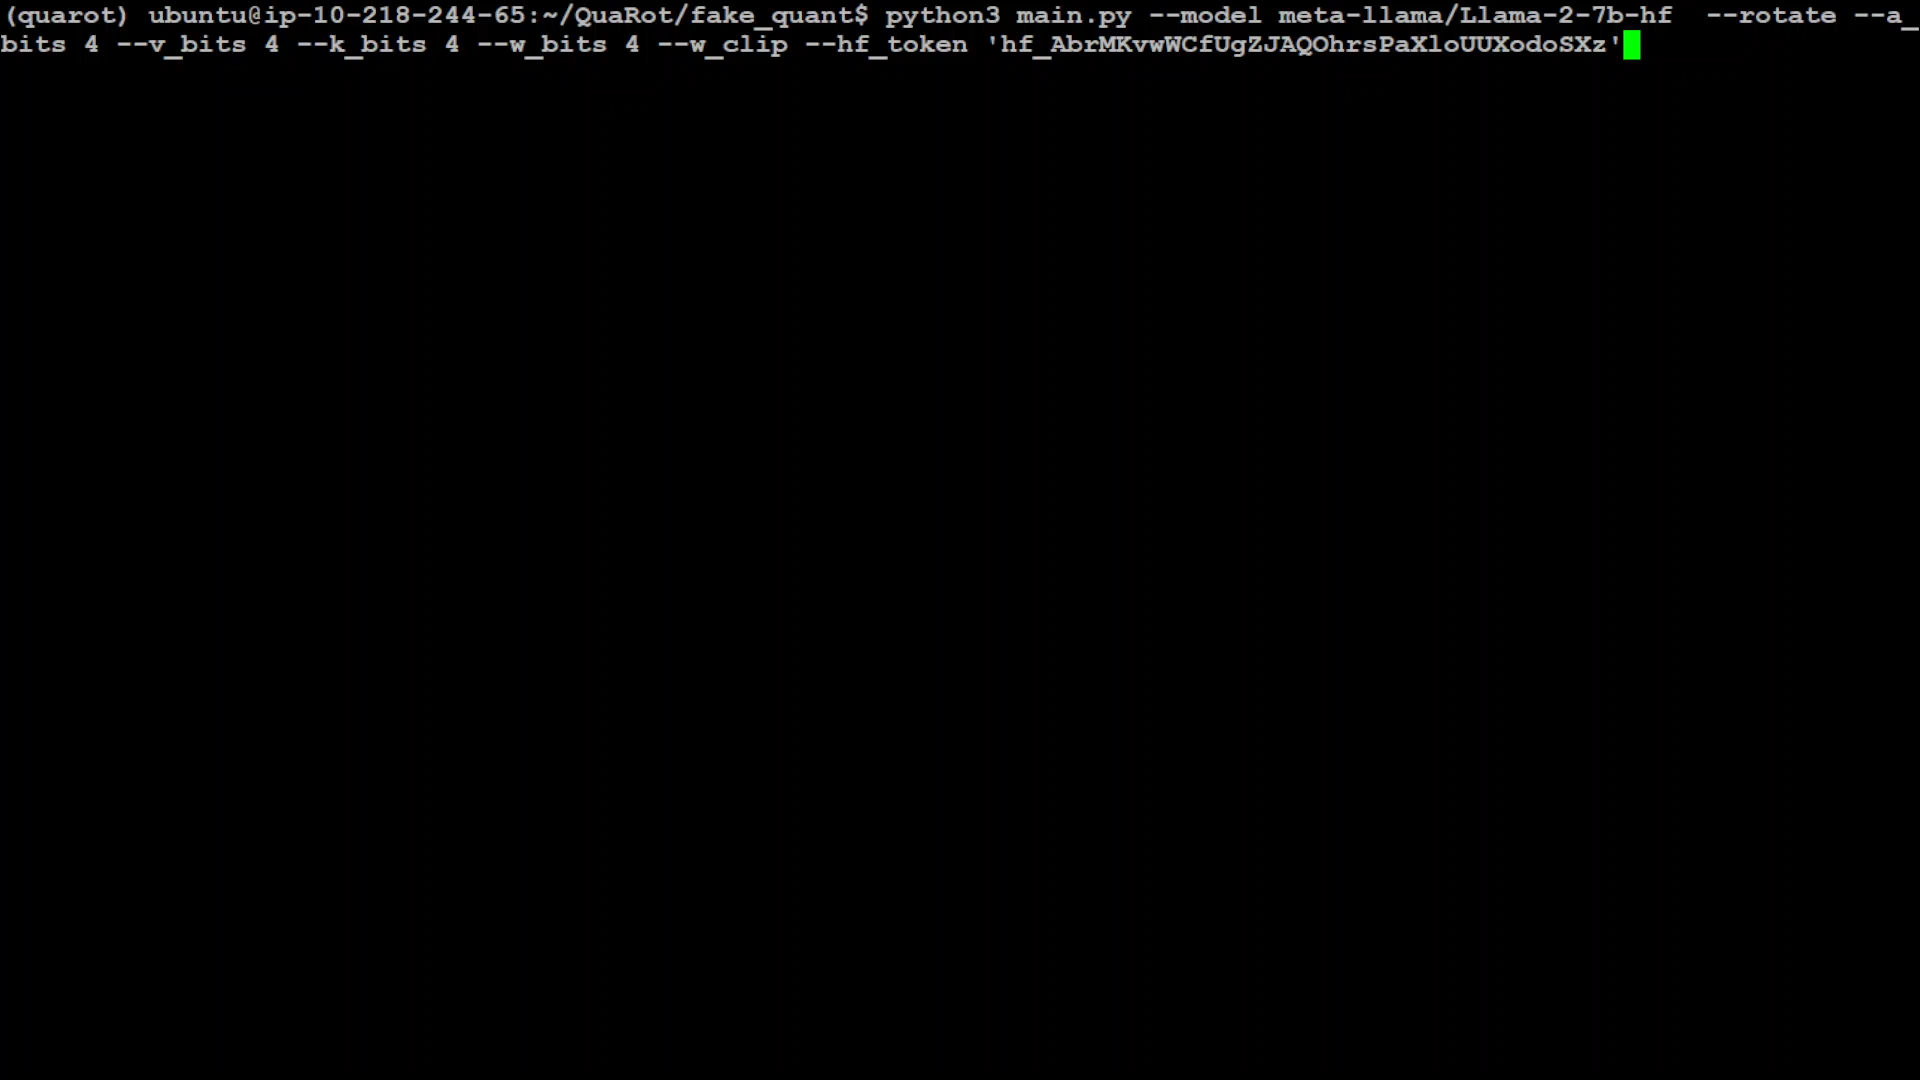 (quarot) ubuntu@ip-10-218-244-65:~/QuaRot/fake_quant$ python3 main.py --model meta-llama/Llama-2-7b-hf  --rotate --a_
bits 4 --v_bits 4 --k_bits 4 --w_bits 4 --w_clip --hf_token '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'